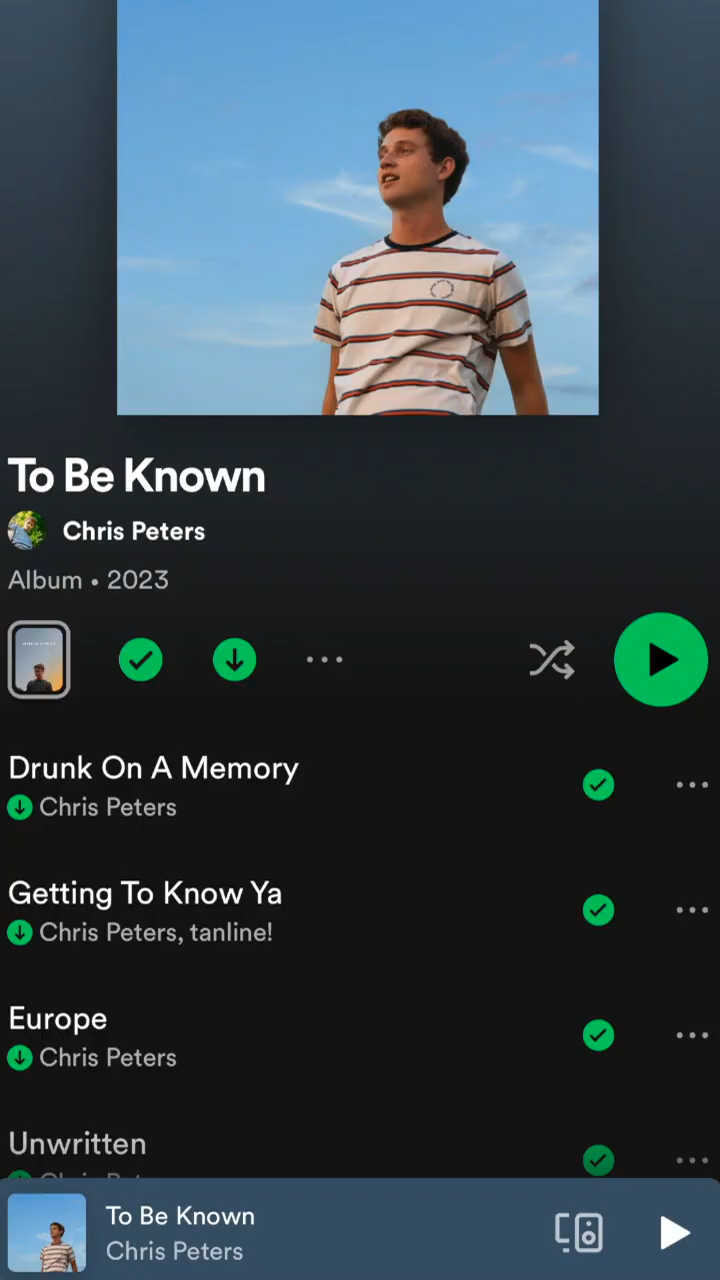 To Be Known
Chris Peters
Album • 2023
Drunk On A Memory
Chris Peters
Getting To Know Ya
Chris Peters, tanline!
Europe
Chris Peters
Unwritten
To Be Known
Chris Peters